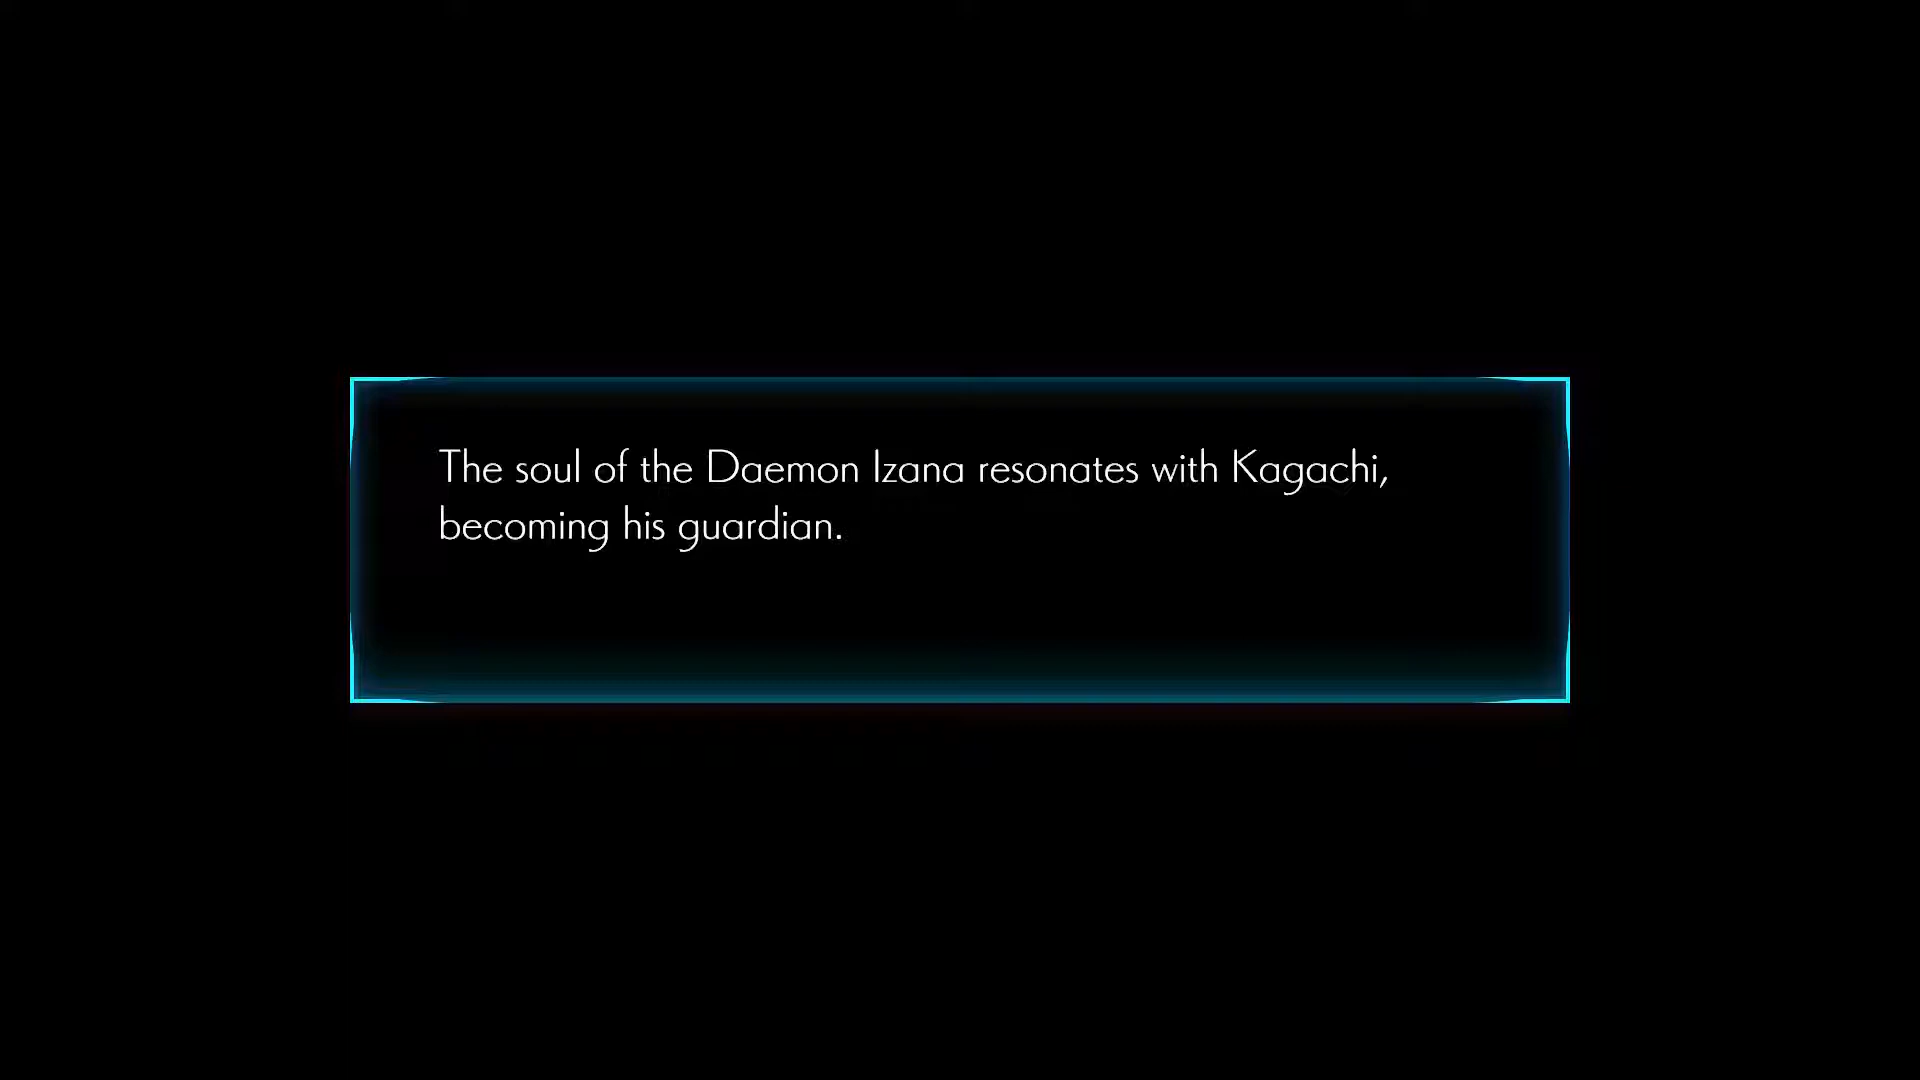 The soul of the Daemon Izana resonates with Kagachi,
becoming his guardian.